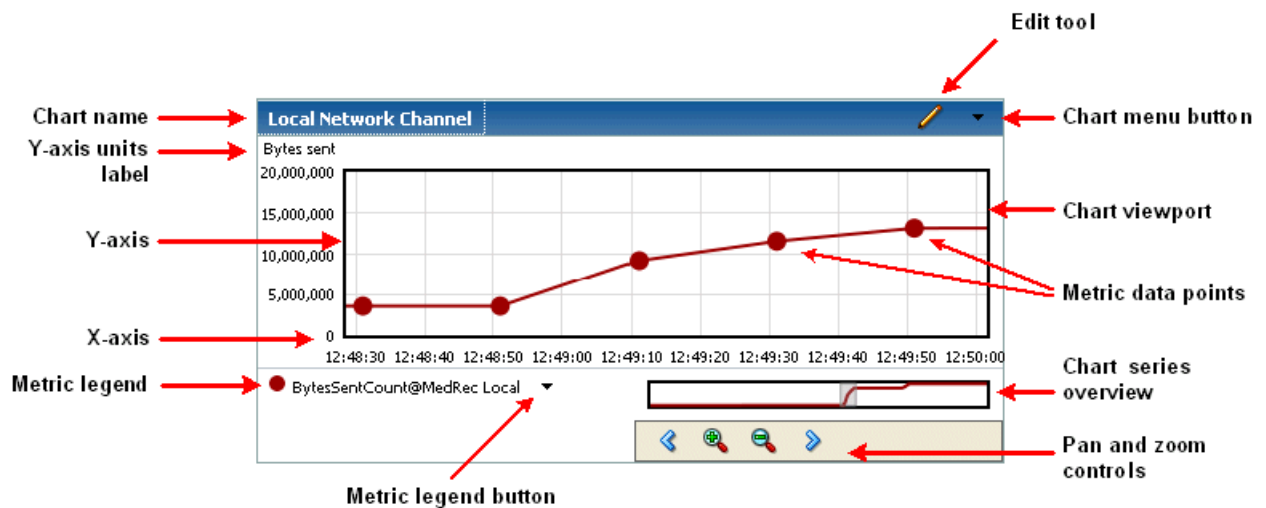 Edit tool
Chart name
Local Network Channel
Chart menu button
Y-axis units
label
Bytes sent
20,000,000
15,000,000
Chart viewport
Y-axis
10,000,000
5,000,000
Metric data points
X-axis
0
12:48:30 12:48:40 12:48:50 12:49:00 12:49:10 12:49:20 12:49:30 12:49:40 12:49:50 12:50:00
Metric legend
BytesSentCount@MedRec Local
Chart series
overview
Pan and zoom
controls
Metric legend button